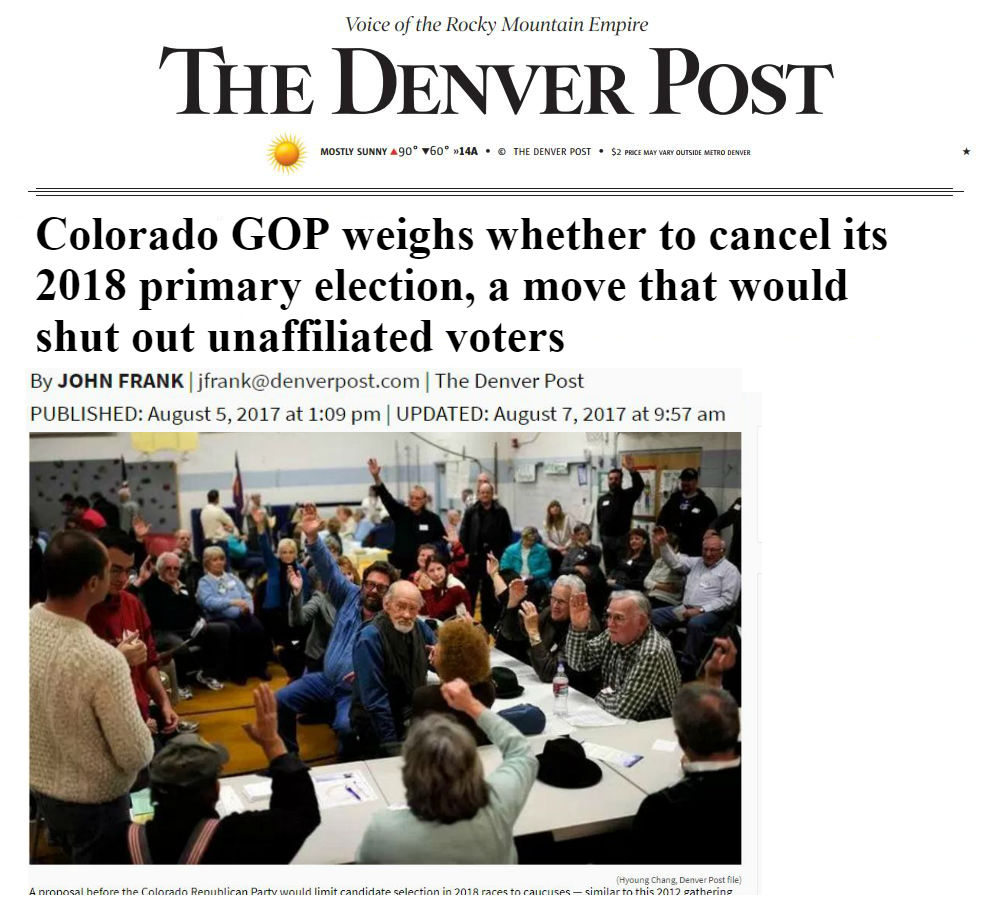 Voice of the Rocky Mountain Empire
THE DENVER POST
MOSTLY SUNNY ▲90° ▼60° »14A • © THE DENVER POST • $2 PRICE MAY VARY OUTSIDE METRO DENVER ★
Colorado GOP weighs whether to cancel its
2018 primary election, a move that would
shut out unaffiliated voters
By JOHN FRANK | jfrank@denverpost.com | The Denver Post
PUBLISHED: August 5, 2017 at 1:09 pm | UPDATED: August 7, 2017 at 9:57 am
(Hyoung Chang, Denver Post file)
A proposal before the Colorado Republican Party would limit candidate selection in 2018 races to caucuses — similar to this 2012 gathering